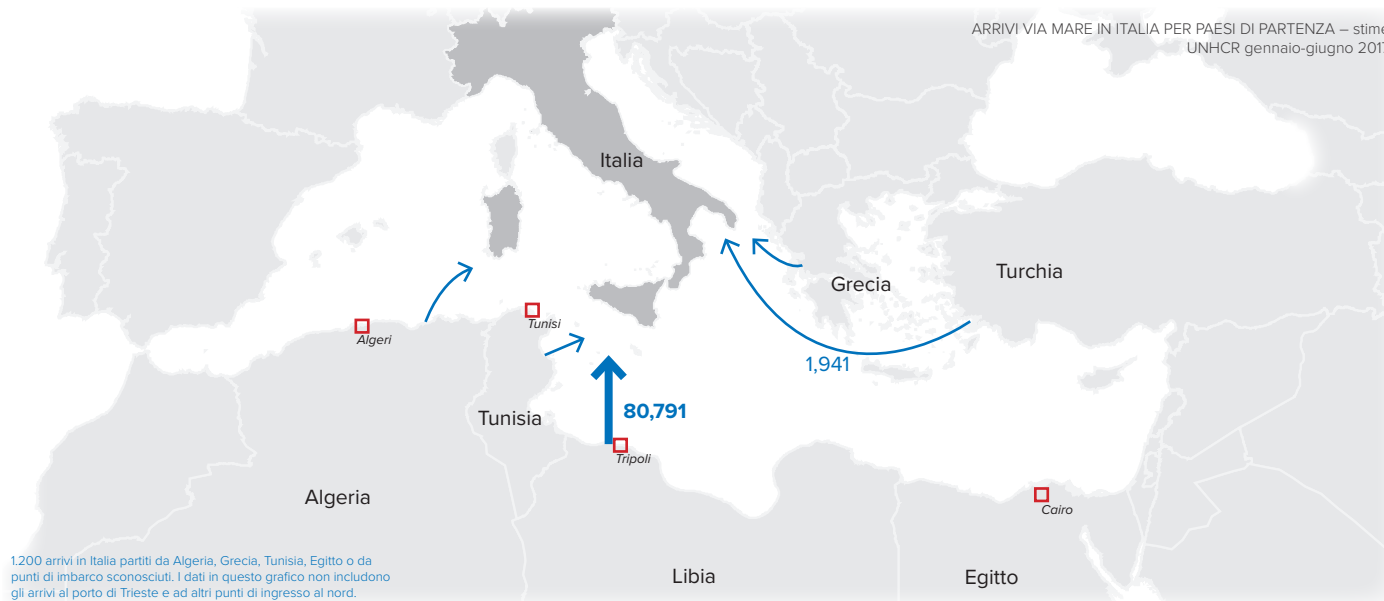 ARRIVI VIA MARE IN ITALIA PER PAESI DI PARTENZA – stime
UNHCR gennaio-giugno 2017
Italia
Grecia
Turchia
Algeri
Tunisi
1,941
Tunisia
80,791
Tripoli
Algeria
Cairo
Libia
Egitto
1.200 arrivi in Italia partiti da Algeria, Grecia, Tunisia, Egitto o da
punti di imbarco sconosciuti. I dati in questo grafico non includono
gli arrivi al porto di Trieste e ad altri punti di ingresso al nord.